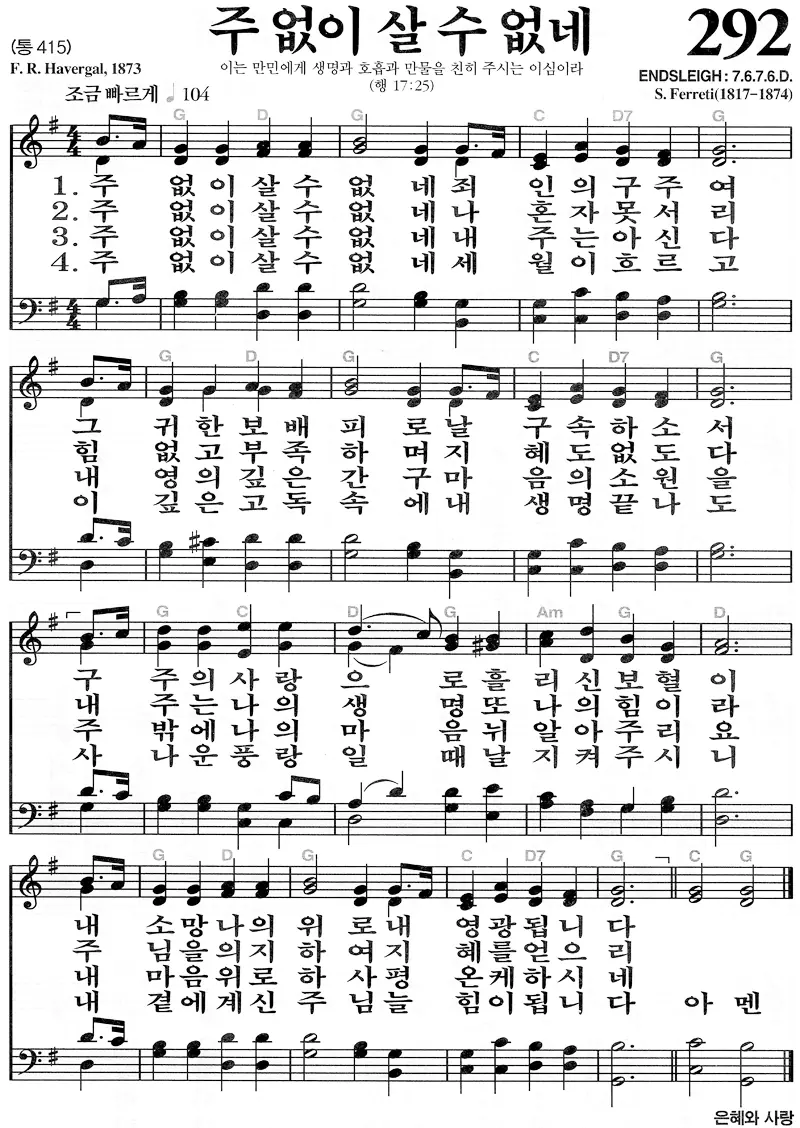 주 없이 살 수 없네
292
(통 415)
F. R. Havergal, 1873
이는 만민에게 생명과 호흡과 만물을 친히 주시는 이심이라
(행 17:25)
ENDSLEIGH: 7.6.7.6.D.
S. Ferreti(1817-1874)
조금 빠르게 ♩ 104
G D G C D7 G
1. 주 없 이 살 수 없 네 죄 인 의 구 주 여
2. 주 없 이 살 수 없 네 나 혼 자 못 서 리
3. 주 없 이 살 수 없 네 내 주 는 아 신 다
4. 주 없 이 살 수 없 네 세 월 이 흐 르 고
G D G C D7 G
그 귀 한 보 배 피 로 날 구 속 하 소 서
힘 없 고 부 족 하 며 지 혜 도 없 도 다
내 영 의 깊 은 간 구 마 음 의 소 원 을
이 깊 은 고 독 속 에 내 생 명 끝 나 도
G C D G Am G D
구 주 의 사 랑 으 로 흘 리 신 보 혈 이
내 주 는 나 의 생 명 또 나 의 힘 이 라
주 밖 에 나 의 마 음 뉘 알 아 주 리 요
사 나 운 풍 랑 일 때 날 지 켜 주 시 니
G D G C D7 G C G
내 소 망 나 의 위 로 내 영 광 됩 니 다
주 님 을 의 지 하 여 지 혜 를 얻 으 리
내 마 음 위 로 하 사 평 온 케 하 시 네
내 곁 에 계 신 주 님 늘 힘 이 됩 니 다 아 멘
은혜와 사랑